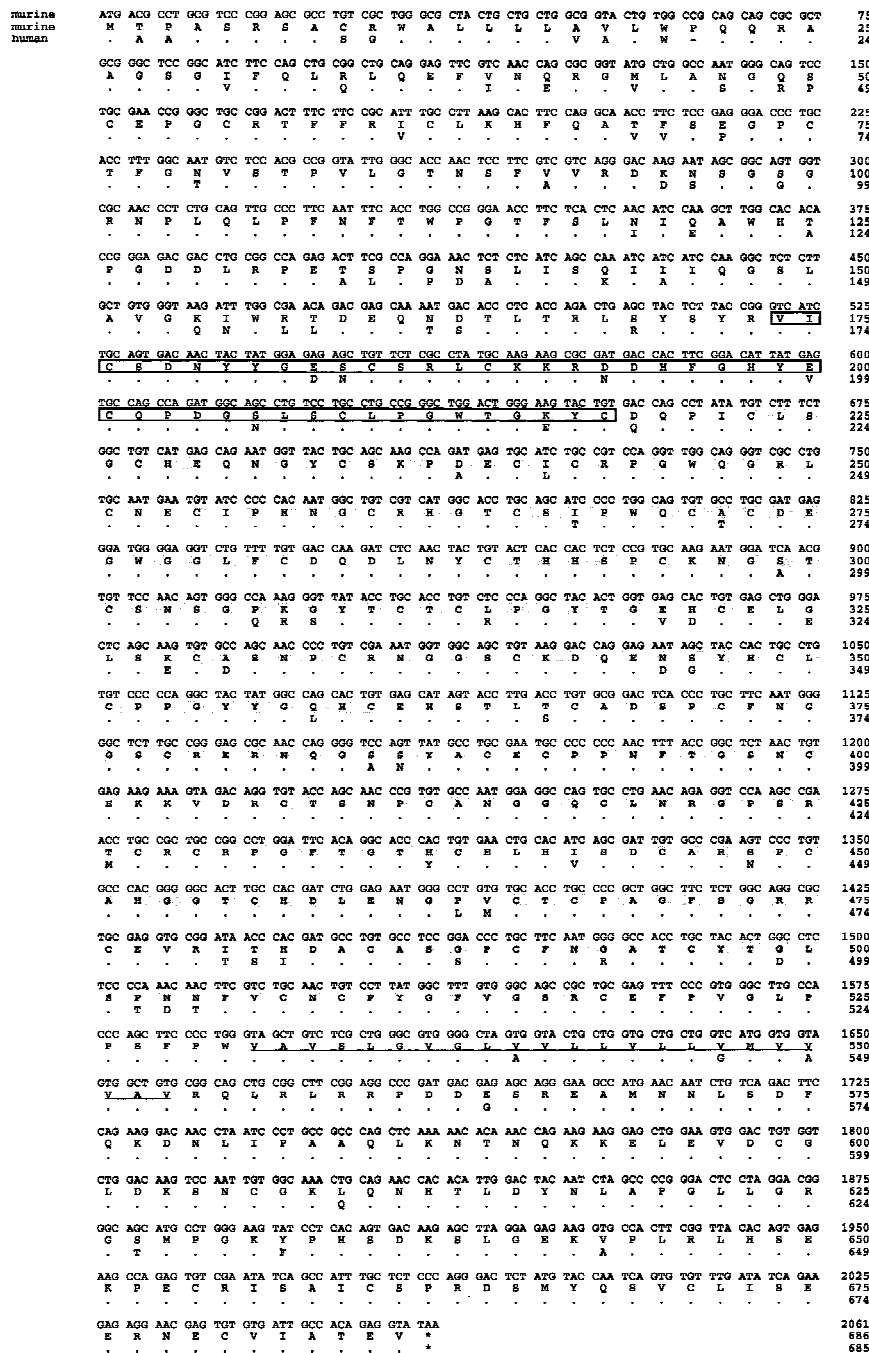 murine ATG ACG CCT GCG TCC CGG AGC GCC TGT CGC TGG GCG CTA CTG CTG CTG GCG GTA CTG TGG CCG CAG CAG CGC GCT 75
murine M T P A S R S A C R W A L L L L A V L W P Q Q R A 25
human . A A . . . . . S G . . . . . V A . W . - . . . . 24
GCG GGC TCC GGC ATC TTC CAG CTG CGG CTG CAG GAG TTC GTC AAC CAG CGC GGT ATG CTG GCC AAT GGG CAG TCC 150
A G S G I F Q L R L Q E F V N Q R G M L A N G Q S 50
. . . . V . . . Q . . . . I . E . . V . . S . R P 49
TGC GAA CCG GGC TGC CGG ACT TTC TTC CGC ATT TGC CTT AAG CAC TTC CAG GCA ACC TTC TCC GAG GGA CCC TGC 225
C E P G C R T F F R I C L K H F Q A T F S E G P C 75
. . . . . . . . . . V . . . . . . . V V . P . . . 74
ACC TTT GGC AAT GTC TCC ACG CCG GTA TTG GGC ACC AAC TCC TTC GTC GTC AGG GAC AAG AAT AGC GGC AGT GGT 300
T F G N V S T P V L G T N S F V V R D K N S G S G 100
. . . T . . . . . . . . . . . A . . . D S . . G . 99
CGC AAC CCT CTG CAG TTG CCC TTC AAT TTC ACC TGG CCG GGA ACC TTC TCA CTC AAC ATC CAA GCT TGG CAC ACA 375
R N P L Q L P F N F T W P G T F S L N I Q A W H T 125
. . . . . . . . . . . . . . . . . . I . E . . . A 124
CCG GGA GAC GAC CTG CGG CCA GAG ACT TCG CCA GGA AAC TCT CTC ATC AGC CAA ATC ATC ATC CAA GGC TCT CTT 450
P G D D L R P E T S P G N S L I S Q I I I Q G S L 150
. . . . . . . . A L . P D A . . . K . A . . . . . 149
GCT GTG GGT AAG ATT TGG CGA ACA GAC GAG CAA AAT GAC ACC CTC ACC AGA CTG AGC TAC TCT TAC CGG GTC ATC 525
A V G K I W R T D E Q N D T L T R L S Y S Y R V I 175
. . . Q N . L L . . . T S . . . . . R . . . . . . 174
TGC AGT GAC AAC TAC TAT GGA GAG AGC TGT TCT CGC CTA TGC AAG AAG CGC GAT GAC CAC TTC GGA CAT TAT GAG 600
C S D N Y Y G E S C S R L C K K R D D H F G H Y E 200
. . . . . . . D N . . . . . . . . N . . . . . . V 199
TGC CAG CCA GAT GGC AGC CTG TCC TGC CTG CCG GGC TGG ACT GGG AAG TAC TGT GAC CAG CCT ATA TGT CTT TCT 675
C Q P D G S L S C L P G W T G K Y C D Q P I C L S 225
. . . . . N . . . . . . . . . E . . Q . . . . . . 224
GGC TGT CAT GAG CAG AAT GGT TAC TGC AGC AAG CCA GAT GAG TGC ATC TGC CGT CCA GGT TGG CAG GGT CGC CTG 750
G C H E Q N G Y C S K P D E C I C R P G W Q G R L 250
. . . . . . . . . . . . A . . L . . . . . . . . . 249
TGC AAT GAA TGT ATC CCC CAC AAT GGC TGT CGT CAT GGC ACC TGC AGC ATC CCC TGG CAG TGT GCC TGC GAT GAG 825
C N E C I P H N G C R H G T C S I P W Q C A C D E 275
. . . . . . . . . . . . . . . . T . . . . T . . . 274
GGA TGG GGA GGT CTG TTT TGT GAC CAA GAT CTC AAC TAC TGT ACT CAC CAC TCT CCG TGC AAG AAT GGA TCA ACG 900
G W G G L F C D Q D L N Y C T H H S P C K N G S T 300
. . . . . . . . . . . . . . . . . . . . . . . A . 299
TGT TCC AAC AGT GGG CCA AAG GGT TAT ACC TGC ACC TGT CTC CCA GGC TAC ACT GGT GAG CAC TGT GAG CTG GGA 975
C S N S G P K G Y T C T C L P G Y T G E H C E L G 325
. . . . . Q R S . . . . . R . . . . . V D . . . E 324
CTC AGC AAG TGT GCC AGC AAC CCC TGT CGA AAT GGT GGC AGC TGT AAG GAC CAG GAG AAT AGC TAC CAC TGC CTG 1050
L S K C A S N P C R N G G S C K D Q E N S Y H C L 350
. . E . D . . . . . . . . . . . . . . D G . . . . 349
TGT CCC CCA GGC TAC TAT GGC CAG CAC TGT GAG CAT AGT ACC TTG ACC TGT GCG GAC TCA CCC TGC TTC AAT GGG 1125
C P P G Y Y G Q H C E H S T L T C A D S P C F N G 375
. . . . . . . L . . . . . . . S . . . . . . . . . 374
GGC TCT TGC CGG GAG CGC AAC CAG GGG TCC AGT TAT GCC TGC GAA TGC CCC CCC AAC TTT ACC GGC TCT AAC TGT 1200
G S C R E R N Q G S S Y A C E C P P N F T G S N C 400
. . . . . . . . . A N . . . . . . . . . . . . . . 399
GAG AAG AAA GTA GAC AGG TGT ACC AGC AAC CCG TGT GCC AAT GGA GGC CAG TGC CTG AAC AGA GGT CCA AGC CGA 1275
E K K V D R C T S N P C A N G G Q C L N R G P S R 425
. . . . . . . . . . . . . . . . . . . . . . . . . 424
ACC TGC CGC TGC CGG CCT GGA TTC ACA GGC ACC CAC TGT GAA CTG CAC ATC AGC GAT TGT GCC CGA AGT CCC TGT 1350
T C R C R P G F T G T H C E L H I S D C A R S P C 450
M . . . . . . . . . . Y . . . . V . . . . . N . . 449
GCC CAC GGG GGC ACT TGC CAC GAT CTG GAG AAT GGG CCT GTG TGC ACC TGC CCC GCT GGC TTC TCT GGC AGG CGC 1425
A H G G T C H D L E N G P V C T C P A G F S G R R 475
. . . . . . . . . . . . L M . . . . . . . . . . . 474
TGC GAG GTG CGG ATA ACC CAC GAT GCC TGT GCC TCC GGA CCC TGC TTC AAT GGG GCC ACC TGC TAC ACT GGC CTC 1500
C E V R I T H D A C A S G P C F N G A T C Y T G L 500
. . . . T S I . . . . . S . . . . . R . . . . D . 499
TCC CCA AAC AAC TTC GTC TGC AAC TGT CCT TAT GGC TTT GTG GGC AGC CGC TGC GAG TTT CCC GTG GGC TTG CCA 1575
S P N N F V C N C P Y G F V G S R C E F P V G L P 525
. T D T . . . . . . . . . . . . . . . . . . . . . 524
CCC AGC TTC CCC TGG GTA GCT GTC TCG CTG GGC GTG GGG CTA GTG GTA CTG CTG GTG CTG CTG GTC ATG GTG GTA 1650
P S F P W V A V S L G V G L V V L L V L L V M V V 550
. . . . . . . . . . . . . . A . . . . . . G . . A 549
GTG GCT GTG CGG CAG CTG CGG CTT CGG AGG CCC GAT GAC GAG AGC AGG GAA GCC ATG AAC AAT CTG TCA GAC TTC 1725
V A V R Q L R L R R P D D E S R E A M N N L S D F 575
. . . . . . . . . . . . . G . . . . . . . . . . . 574
CAG AAG GAC AAC CTA ATC CCT GCC GCC CAG CTC AAA AAC ACA AAC CAG AAG AAG GAG CTG GAA GTG GAC TGT GGT 1800
Q K D N L I P A A Q L K N T N Q K K E L E V D C G 600
. . . . . . . . . . . . . . . . . . . . . . . . . 599
CTG GAC AAG TCC AAT TGT GGC AAA CTG CAG AAC CAC ACA TTG GAC TAC AAT CTA GCC CCG GGA CTC CTA GGA CGG 1875
L D K S N C G K L Q N H T L D Y N L A P G L L G R 625
. . . . . . . . Q . . . . . . . . . . . . . . . . 624
GGC AGC ATG CCT GGG AAG TAT CCT CAC AGT GAC AAG AGC TTA GGA GAG AAG GTG CCA CTT CGG TTA CAC AGT GAG 1950
G S M P G K Y P H S D K S L G E K V P L R L H S E 650
. T . . . . F . . . . . . . . . . A . . . . . . . 649
AAG CCA GAG TGT CGA ATA TCA GCC ATT TGC TCT CCC AGG GAC TCT ATG TAC CAA TCA GTG TGT TTG ATA TCA GAA 2025
K P E C R I S A I C S P R D S M Y Q S V C L I S E 675
. . . . . . . . . . . . . . . . . . . . . . . . . 674
GAG AGG AAC GAG TGT GTG ATT GCC ACA GAG GTA TAA 2061
E R N E C V I A T E V * 686
. . . . . . . . . . . * 685